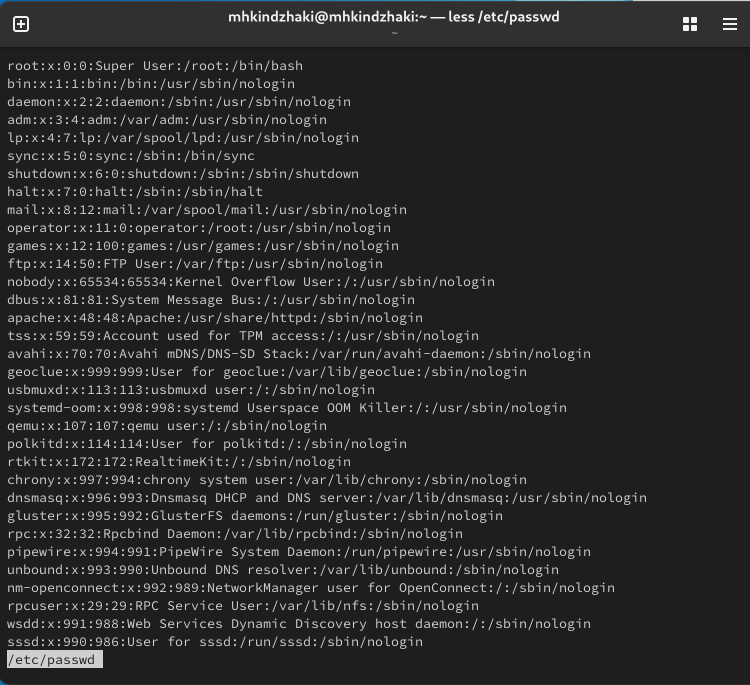 mhkindzhaki@mhkindzhaki:~ — less /etc/passwd
~
root:x:0:0:Super User:/root:/bin/bash
bin:x:1:1:bin:/bin:/usr/sbin/nologin
daemon:x:2:2:daemon:/sbin:/usr/sbin/nologin
adm:x:3:4:adm:/var/adm:/usr/sbin/nologin
lp:x:4:7:lp:/var/spool/lpd:/usr/sbin/nologin
sync:x:5:0:sync:/sbin:/bin/sync
shutdown:x:6:0:shutdown:/sbin:/sbin/shutdown
halt:x:7:0:halt:/sbin:/sbin/halt
mail:x:8:12:mail:/var/spool/mail:/usr/sbin/nologin
operator:x:11:0:operator:/root:/usr/sbin/nologin
games:x:12:100:games:/usr/games:/usr/sbin/nologin
ftp:x:14:50:FTP User:/var/ftp:/usr/sbin/nologin
nobody:x:65534:65534:Kernel Overflow User:/:/usr/sbin/nologin
dbus:x:81:81:System Message Bus:/:/usr/sbin/nologin
apache:x:48:48:Apache:/usr/share/httpd:/sbin/nologin
tss:x:59:59:Account used for TPM access:/:/usr/sbin/nologin
avahi:x:70:70:Avahi mDNS/DNS-SD Stack:/var/run/avahi-daemon:/sbin/nologin
geoclue:x:999:999:User for geoclue:/var/lib/geoclue:/sbin/nologin
usbmuxd:x:113:113:usbmuxd user:/:/sbin/nologin
systemd-oom:x:998:998:systemd Userspace OOM Killer:/:/usr/sbin/nologin
qemu:x:107:107:qemu user:/:/sbin/nologin
polkitd:x:114:114:User for polkitd:/:/sbin/nologin
rtkit:x:172:172:RealtimeKit:/:/sbin/nologin
chrony:x:997:994:chrony system user:/var/lib/chrony:/sbin/nologin
dnsmasq:x:996:993:Dnsmasq DHCP and DNS server:/var/lib/dnsmasq:/usr/sbin/nologin
gluster:x:995:992:GlusterFS daemons:/run/gluster:/sbin/nologin
rpc:x:32:32:Rpcbind Daemon:/var/lib/rpcbind:/sbin/nologin
pipewire:x:994:991:PipeWire System Daemon:/run/pipewire:/usr/sbin/nologin
unbound:x:993:990:Unbound DNS resolver:/var/lib/unbound:/sbin/nologin
nm-openconnect:x:992:989:NetworkManager user for OpenConnect:/:/sbin/nologin
rpcuser:x:29:29:RPC Service User:/var/lib/nfs:/sbin/nologin
wsdd:x:991:988:Web Services Dynamic Discovery host daemon:/:/sbin/nologin
sssd:x:990:986:User for sssd:/run/sssd:/sbin/nologin
/etc/passwd